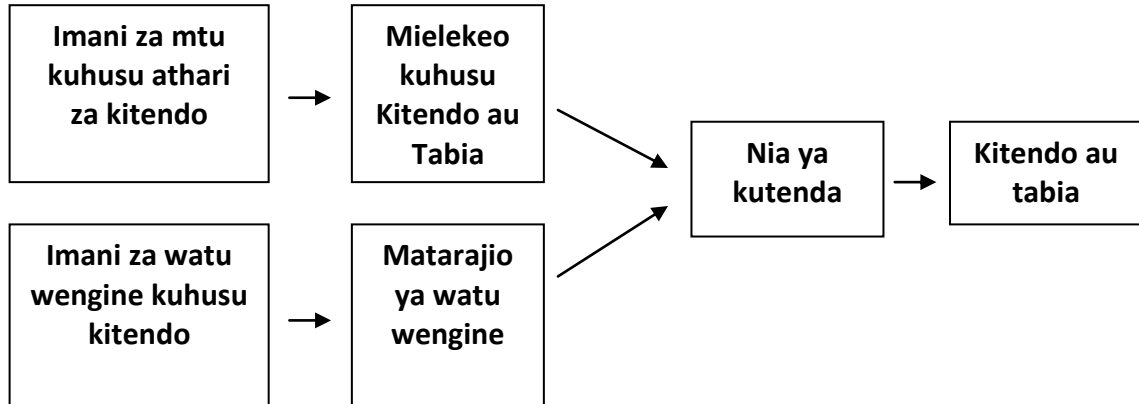 Imani za mtu
kuhusu athari
za kitendo
Mielekeo
kuhusu
Kitendo au
Tabia
Imani za watu
wengine kuhusu
kitendo
Matarajio
ya watu
wengine
Nia ya
kutenda
Kitendo au
tabia